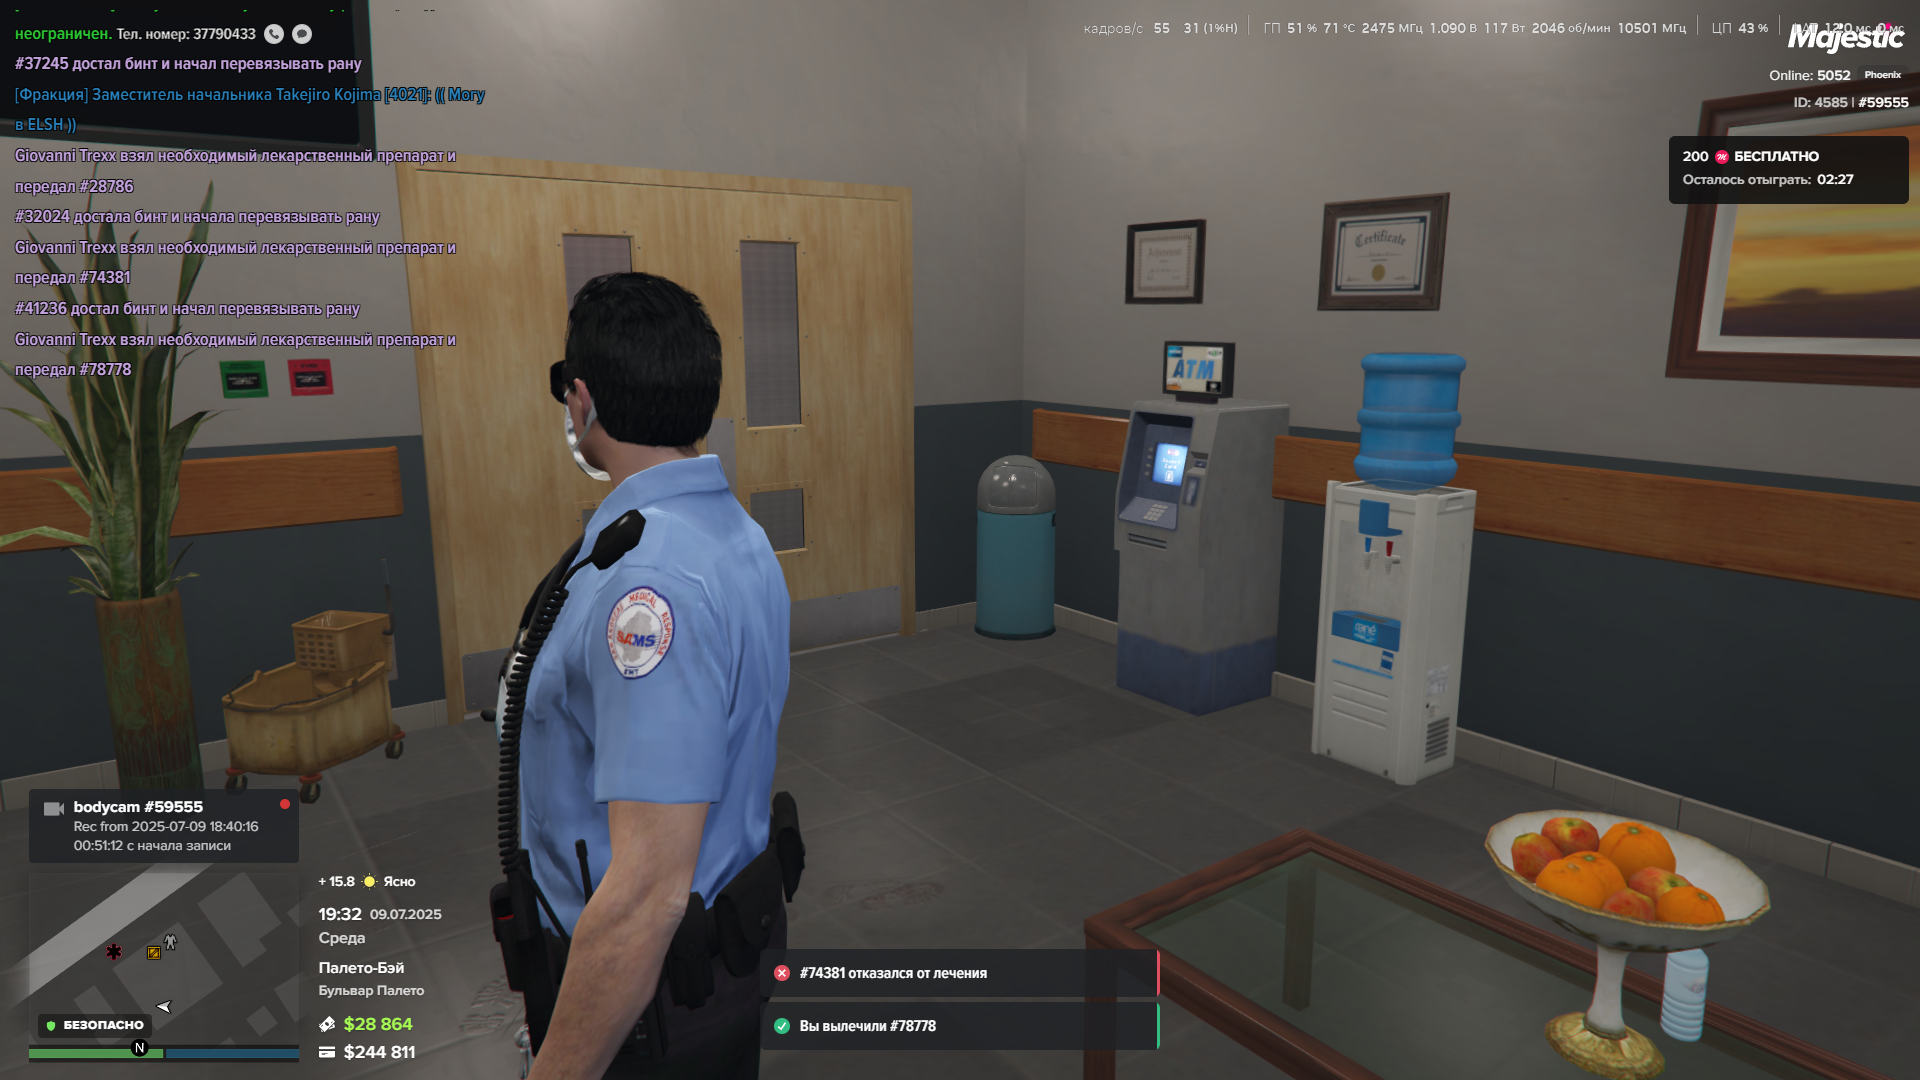 неограничен. Тел. номер: 37790433
#37245 достал бинт и начал перевязывать рану
[Фракция] Заместитель начальника Takejiro Kojima [4021]: (( Могу
в ELSH ))
Giovanni Trexx взял необходимый лекарственный препарат и
передал #28786
#32024 достала бинт и начала перевязывать рану
Giovanni Trexx взял необходимый лекарственный препарат и
передал #74381
#41236 достал бинт и начал перевязывать рану
Giovanni Trexx взял необходимый лекарственный препарат и
передал #78778
кадров/с 55 31 (1%Н) ГП 51 % 71 °C 2475 МГц 1.090 В 117 Вт 2046 об/мин 10501 МГц ЦП 43 %
Majestic
Online: 5052 Phoenix
ID: 4585 | #59555
200 БЕСПЛАТНО
Осталось отыграть: 02:27
Achievement
Certificate
ATM
MEDICAL RESPONSE
SAMS
EMT
bodycam #59555
Rec from 2025-07-09 18:40:16
00:51:12 с начала записи
+ 15.8 Ясно
19:32 09.07.2025
Среда
Палето-Бэй
Бульвар Палето
$28 864
$244 811
БЕЗОПАСНО
N
#74381 отказался от лечения
Вы вылечили #78778